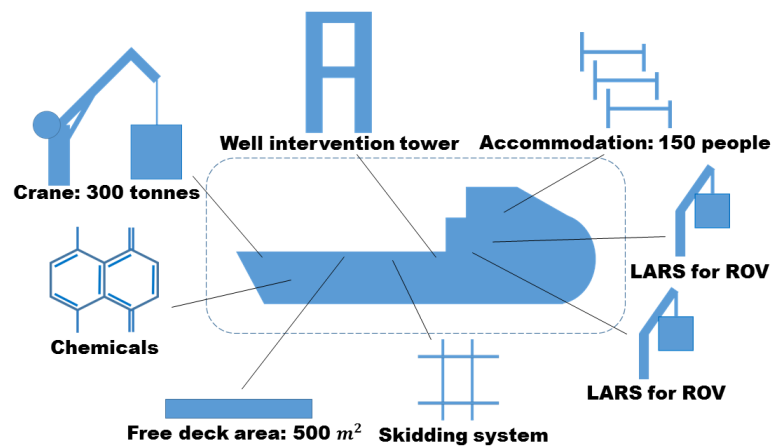 Well intervention tower
Accommodation: 150 people
Crane: 300 tonnes
LARS for ROV
Chemicals
LARS for ROV
Free deck area: 500 m²
Skidding system